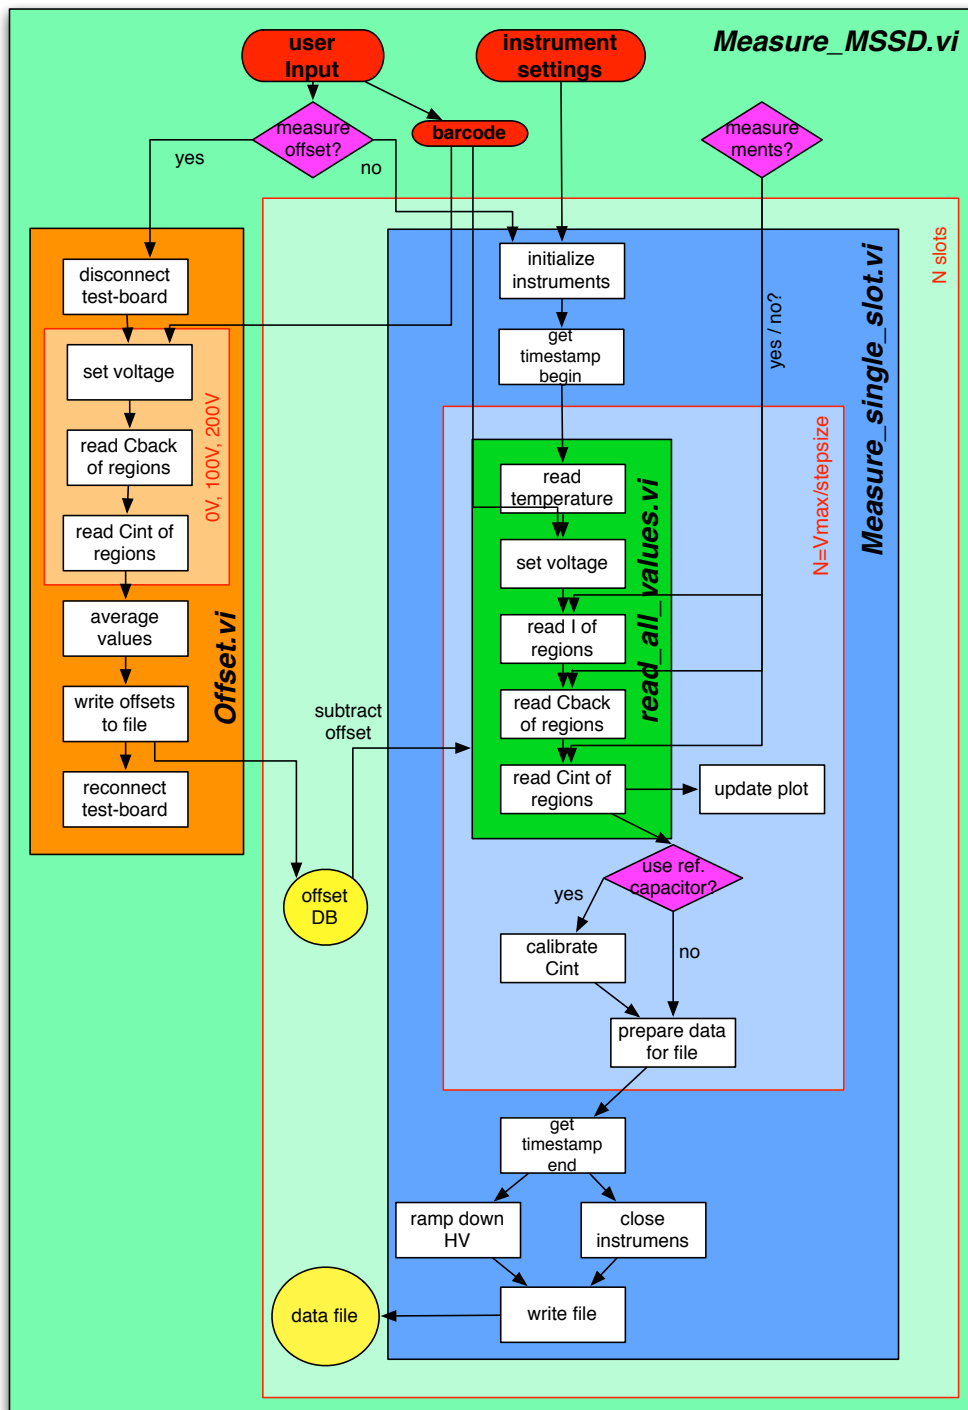 user
Input
instrument
settings
Measure_MSSD.vi
measure
offset?
barcode
measure
ments?
yes
no
N slots
disconnect
test-board
initialize
instruments
Measure_single_slot.vi
yes / no?
get
timestamp
begin
set voltage
0V, 100V, 200V
read Cback
of regions
read Cint of
regions
N=Vmax/stepsize
read
temperature
read_all_values.vi
set voltage
average
values
Offset.vi
read I of
regions
write offsets
to file
subtract
offset
read Cback
of regions
reconnect
test-board
read Cint of
regions
update plot
use ref.
capacitor?
offset
DB
yes
no
calibrate
Cint
prepare data
for file
get
timestamp
end
ramp down
HV
close
instrumens
data file
write file